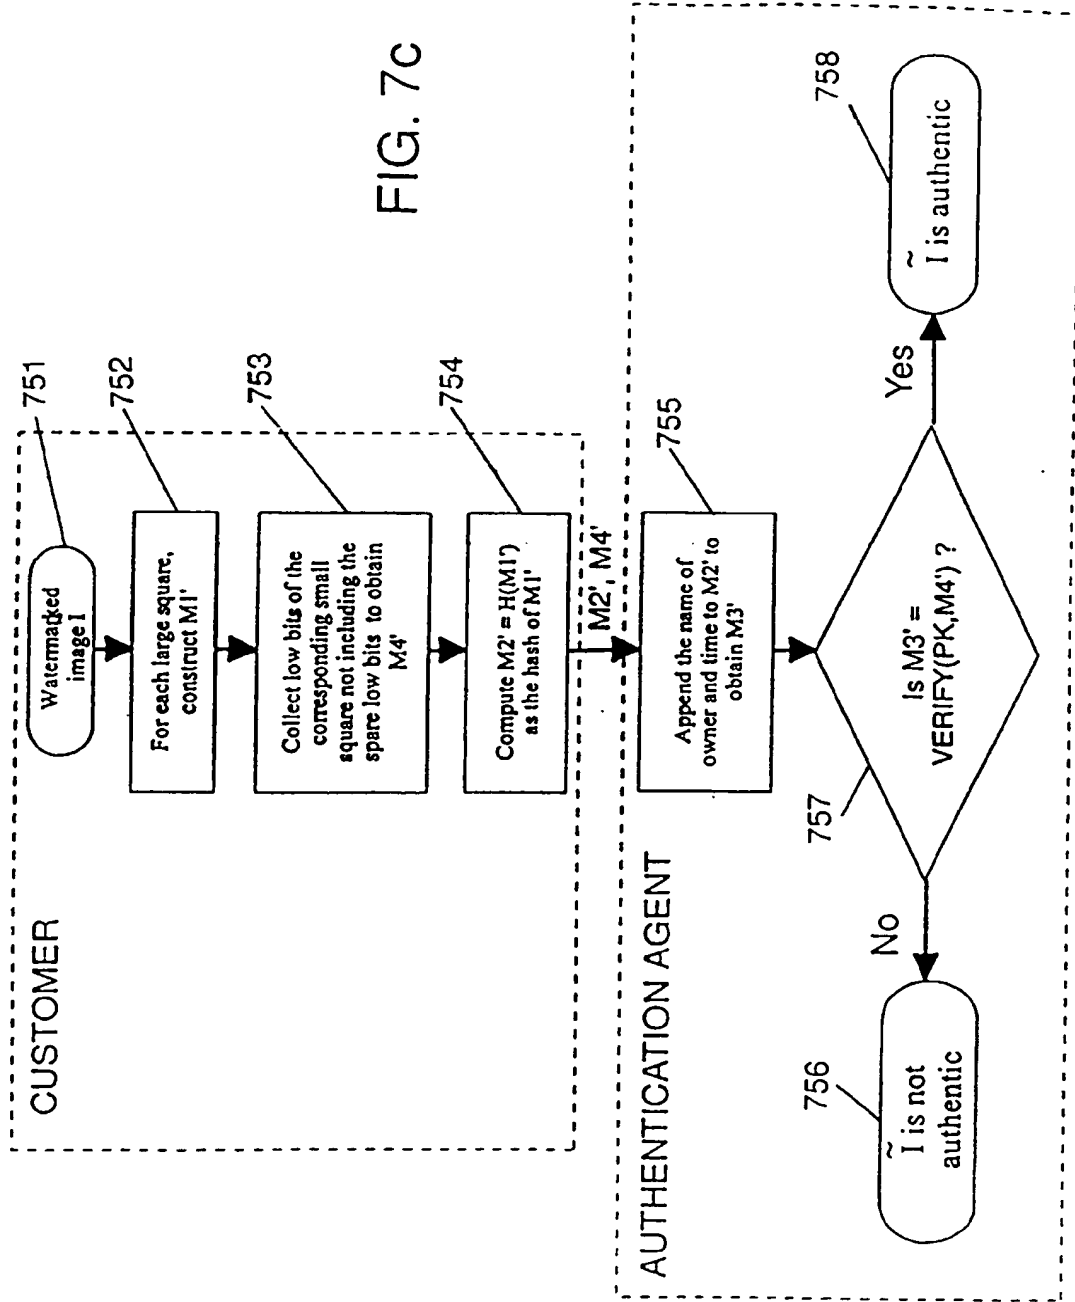 CUSTOMER
751
Watermarked
image I
752
For each large square,
construct M1'
753
Collect low bits of the
corresponding small
square not including the
spare low bits to obtain
M4'
754
Compute M2' = H(M1')
as the hash of M1'
M2', M4'
FIG. 7c
AUTHENTICATION AGENT
755
Append the name of
owner and time to M2' to
obtain M3'
757
Is M3' =
VERIFY(PK,M4') ?
No
Yes
756
Ĩ is not
authentic
758
Ĩ is authentic